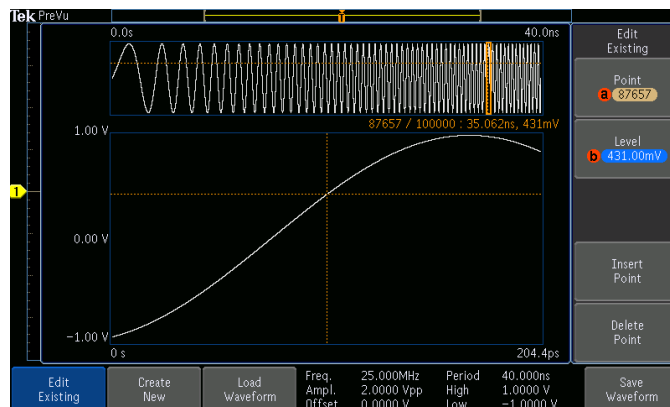 Tek PreVu
T
0.0s
40.0ns
87657 / 100000 : 35.062ns, 431mV
1.00 V
1
0.00 V
-1.00 V
0 s
204.4ps
Edit
Existing
Point
a 87657
Level
b 431.00mV
Insert
Point
Delete
Point
Edit
Existing
Create
New
Load
Waveform
Freq. 25.000MHz Period 40.000ns
Ampl. 2.0000 Vpp High 1.0000 V
Offset 0.0000 V Low -1.0000 V
Save
Waveform